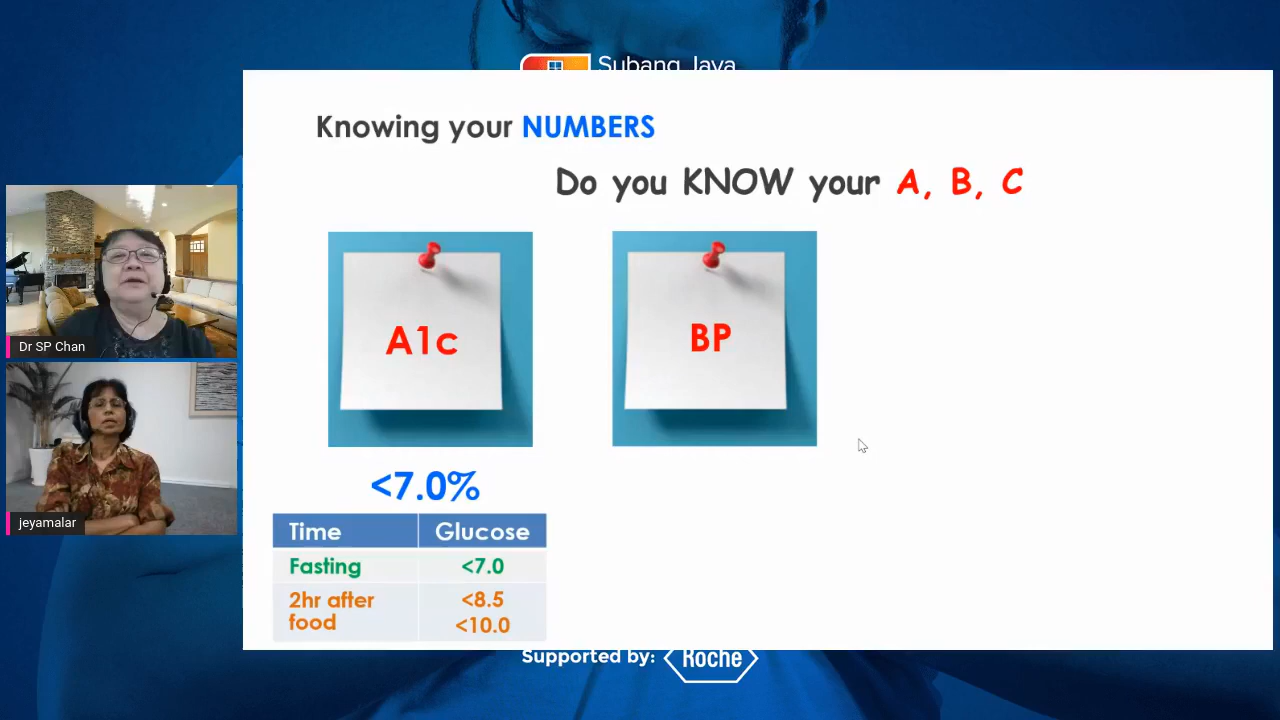 Subang Jaya
Knowing your NUMBERS
Do you KNOW your A, B, C
A1c
BP
Dr SP Chan
jeyamalar
<7.0%
Time Glucose
Fasting <7.0
2hr after food <8.5
<10.0
Supported by: Roche